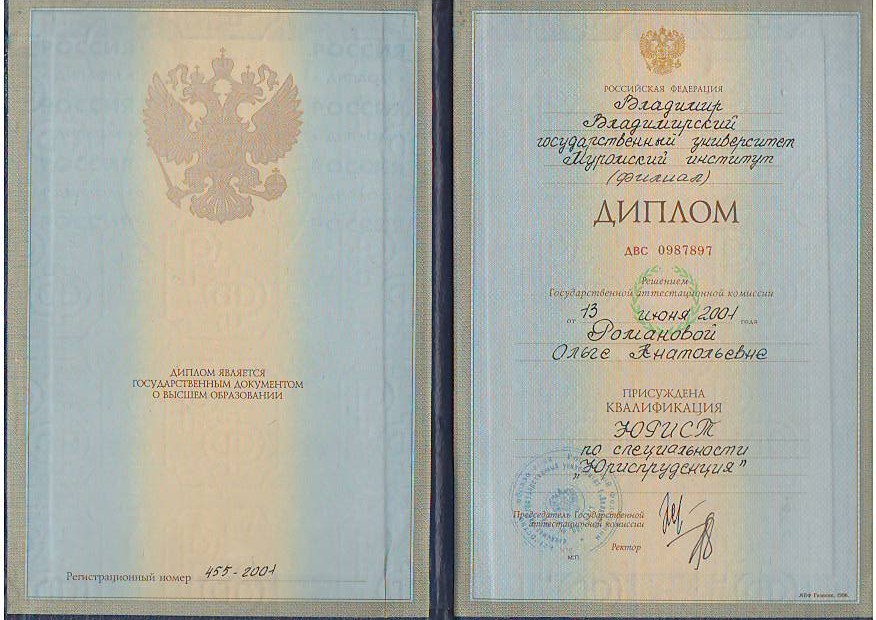 ДИПЛОМ ЯВЛЯЕТСЯ
ГОСУДАРСТВЕННЫМ ДОКУМЕНТОМ
О ВЫСШЕМ ОБРАЗОВАНИИ
Регистрационный номер 455-2001
РОССИЙСКАЯ ФЕДЕРАЦИЯ
Владимир
Владимирский
государственный университет
Муромский институт
(филиал)
ДИПЛОМ
ДВС 0987897
Решением
Государственной аттестационной комиссии
от 13 июня 2001 года
Романовой
Ольге Анатольевне
ПРИСУЖДЕНА
КВАЛИФИКАЦИЯ
ЮРИСТ
по специальности
„Юриспруденция"
Председатель Государственной
аттестационной комиссии
Ректор
М.П.